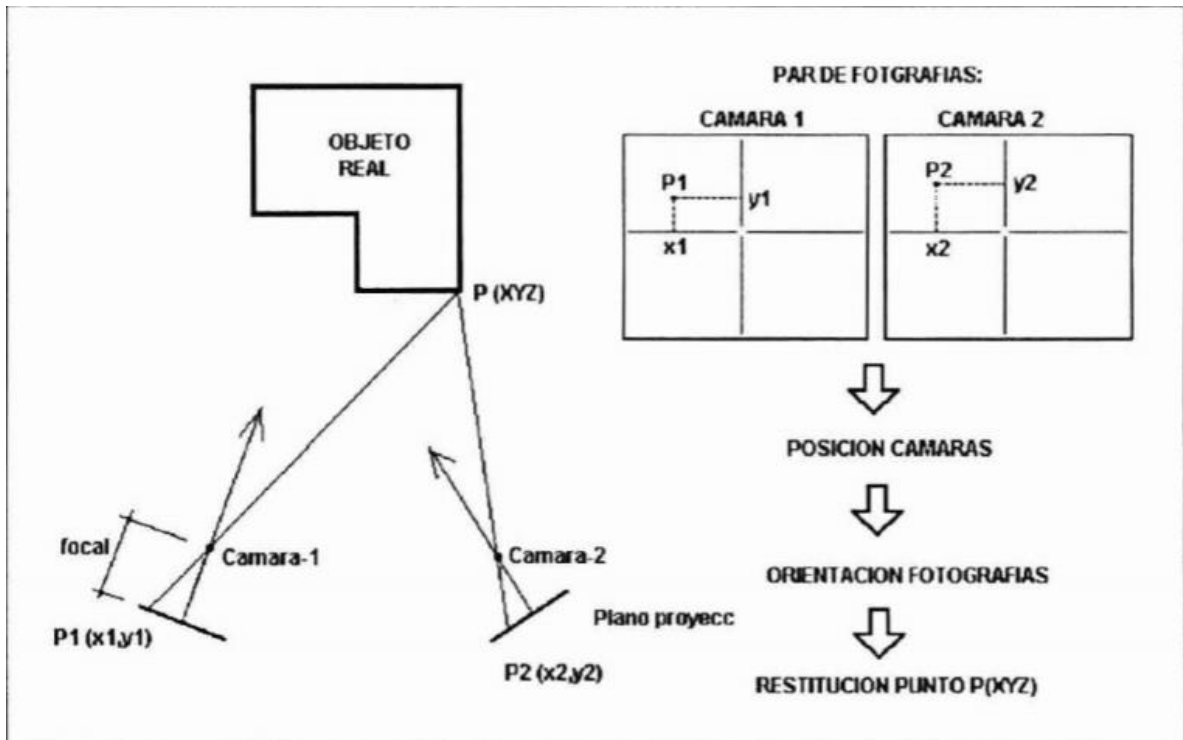 OBJETO
REAL
P (XYZ)
focal
Camara-1
P1 (x1,y1)
Camara-2
Plano proyecc
P2 (x2,y2)
PAR DE FOTGRAFIAS:
CAMARA 1
CAMARA 2
P1
y1
x1
P2
y2
x2
POSICION CAMARAS
ORIENTACION FOTOGRAFIAS
RESTITUCION PUNTO P(XYZ)